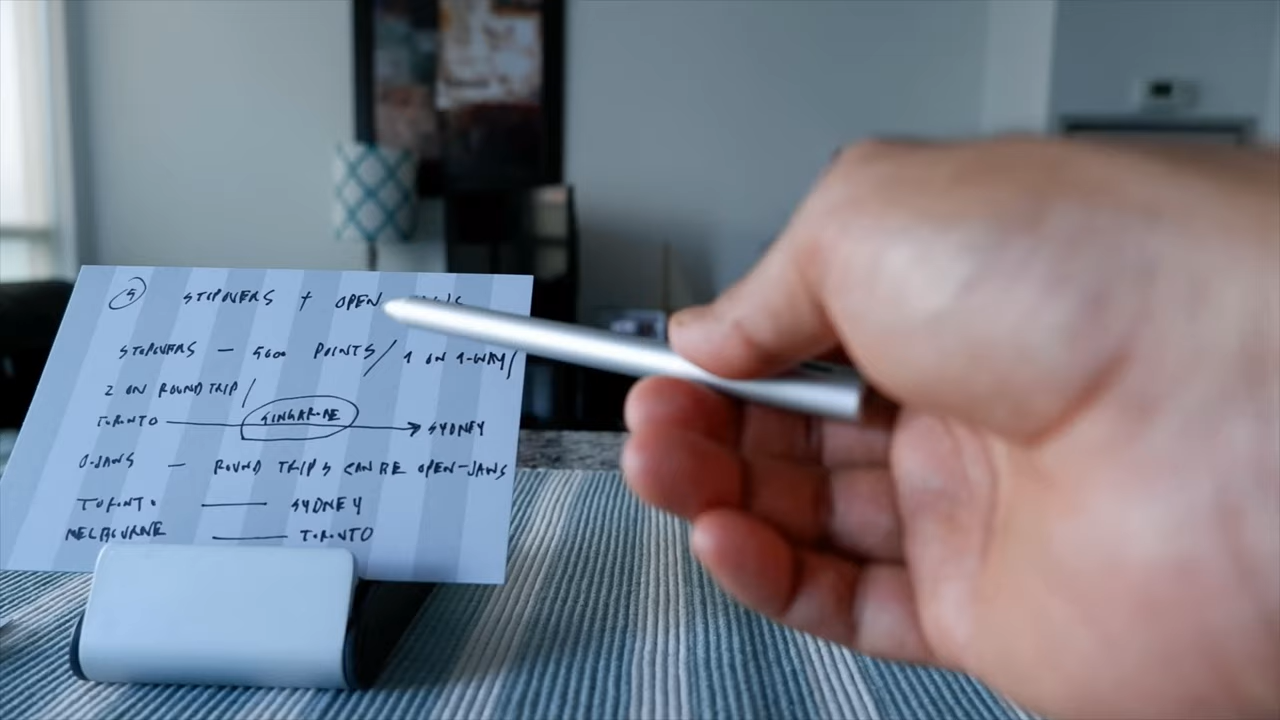 5 STOPOVERS + OPEN
STOPOVERS — 5000 POINTS / 1 ON 1-WAY /
2 ON ROUND TRIP /
TORONTO → SINGAPORE → SYDNEY
O-JAWS — ROUND TRIPS CAN BE OPEN-JAWS
TORONTO — SYDNEY
MELBOURNE — TORONTO